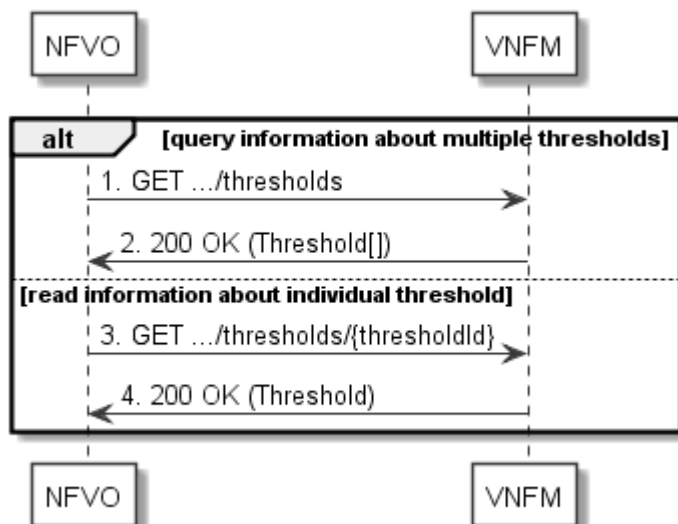 NFVO VNFM
alt [query information about multiple thresholds]
1. GET .../thresholds
2. 200 OK (Threshold[])
[read information about individual threshold]
3. GET .../thresholds/{thresholdId}
4. 200 OK (Threshold)
NFVO VNFM